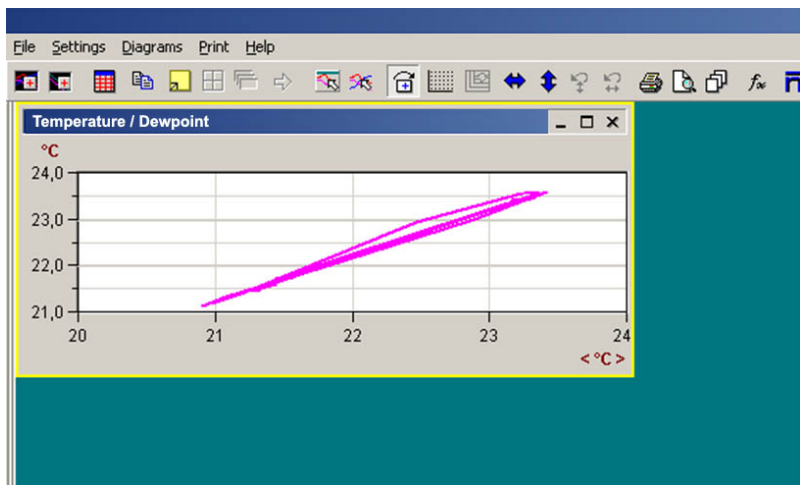 File Settings Diagrams Print Help
Temperature / Dewpoint
°C
24,0
23,0
22,0
21,0
20 21 22 23 24
< °C >